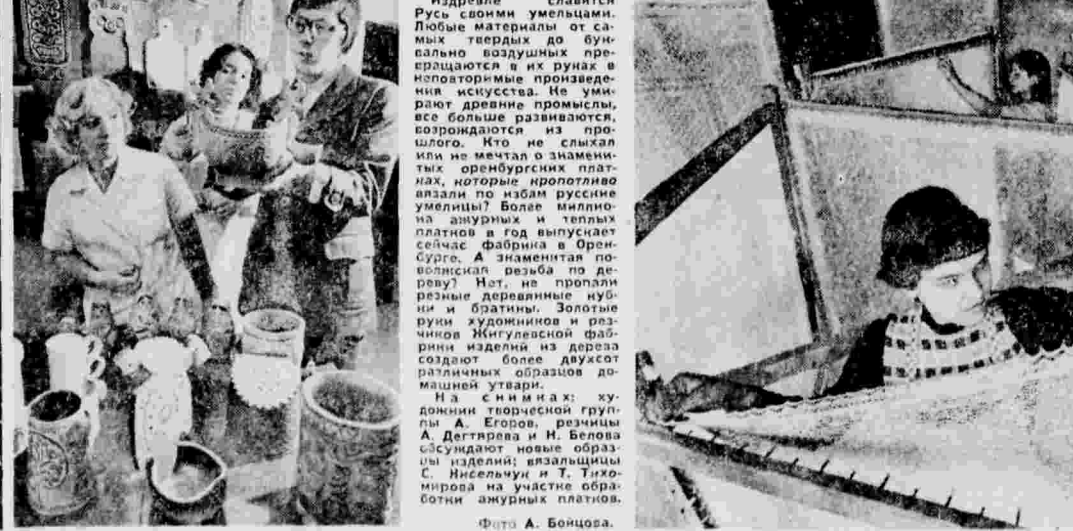 Издревле славится
Русь своими умельцами.
Любые материалы от са-
мых твердых до бук-
вально воздушных пре-
вращаются в их руках в
неповторимые произведе-
ния искусства. Не уми-
рают древние промыслы,
все больше развиваются,
возрождаются из про-
шлого. Кто не слыхал
или не мечтал о знамени-
тых оренбургских плат-
ках, которые кропотливо
вязали по избам русские
умелицы? Более миллио-
на ажурных и теплых
платков в год выпускает
сейчас фабрика в Орен-
бурге. А знаменитая по-
волжская резьба по де-
реву? Нет, не пропали
резные деревянные куб-
ки и братины. Золотые
руки художников и рез-
чиков Жигулевской фаб-
рики изделий из дерева
создают более двухсот
различных образцов до-
машней утвари.
На снимках: ху-
дожник творческой груп-
пы А. Егоров, резчицы
А. Дегтярева и Н. Белова
обсуждают новые образ-
цы изделий; вязальщицы
С. Кисельчук и Т. Тихо-
мирова на участке обра-
ботки ажурных платков.
Фото А. Бойцова.